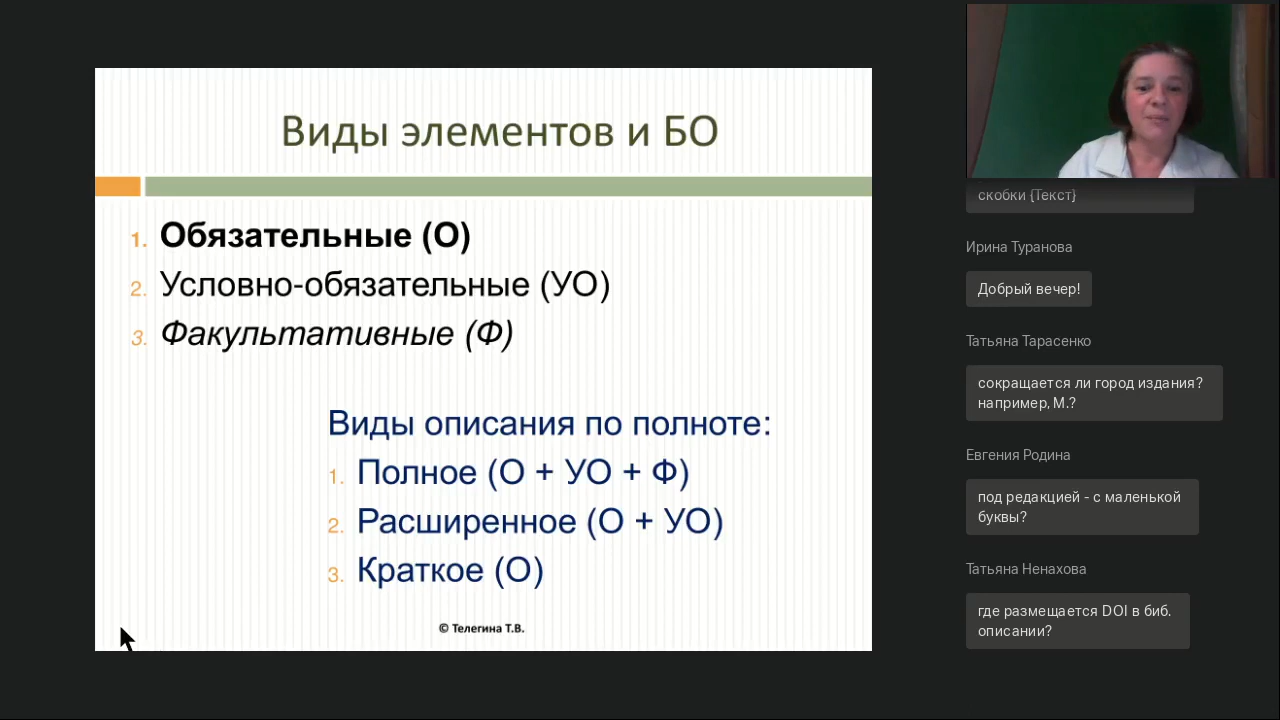 Виды элементов и БО
1. Обязательные (О)
2. Условно-обязательные (УО)
3. Факультативные (Ф)
Виды описания по полноте:
1. Полное (О + УО + Ф)
2. Расширенное (О + УО)
3. Краткое (О)
© Телегина Т.В.
скобки {Текст}
Ирина Туранова
Добрый вечер!
Татьяна Тарасенко
сокращается ли город издания?
например, М.?
Евгения Родина
под редакцией - с маленькой
буквы?
Татьяна Ненахова
где размещается DOI в биб.
описании?